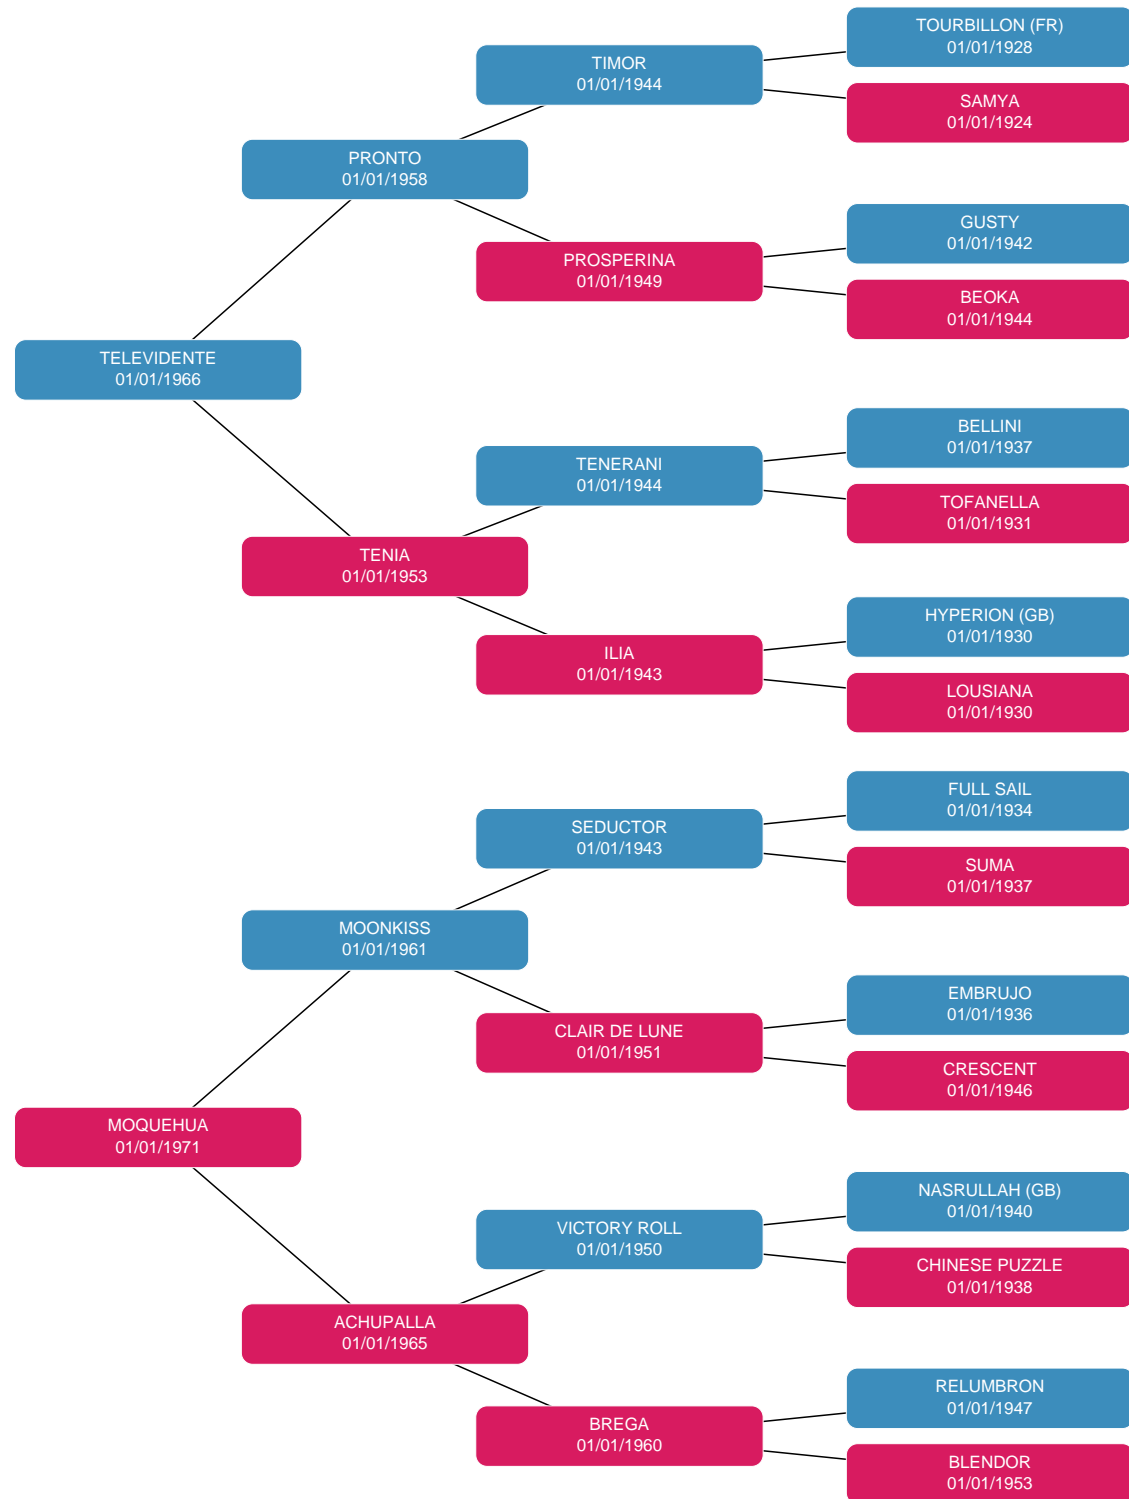 TOURBILLON (FR)
01/01/1928
TIMOR
01/01/1944
SAMYA
01/01/1924
PRONTO
01/01/1958
GUSTY
01/01/1942
PROSPERINA
01/01/1949
BEOKA
01/01/1944
TELEVIDENTE
01/01/1966
BELLINI
01/01/1937
TENERANI
01/01/1944
TOFANELLA
01/01/1931
TENIA
01/01/1953
HYPERION (GB)
01/01/1930
ILIA
01/01/1943
LOUSIANA
01/01/1930
FULL SAIL
01/01/1934
SEDUCTOR
01/01/1943
SUMA
01/01/1937
MOONKISS
01/01/1961
EMBRUJO
01/01/1936
CLAIR DE LUNE
01/01/1951
CRESCENT
01/01/1946
MOQUEHUA
01/01/1971
NASRULLAH (GB)
01/01/1940
VICTORY ROLL
01/01/1950
CHINESE PUZZLE
01/01/1938
ACHUPALLA
01/01/1965
RELUMBRON
01/01/1947
BREGA
01/01/1960
BLENDOR
01/01/1953